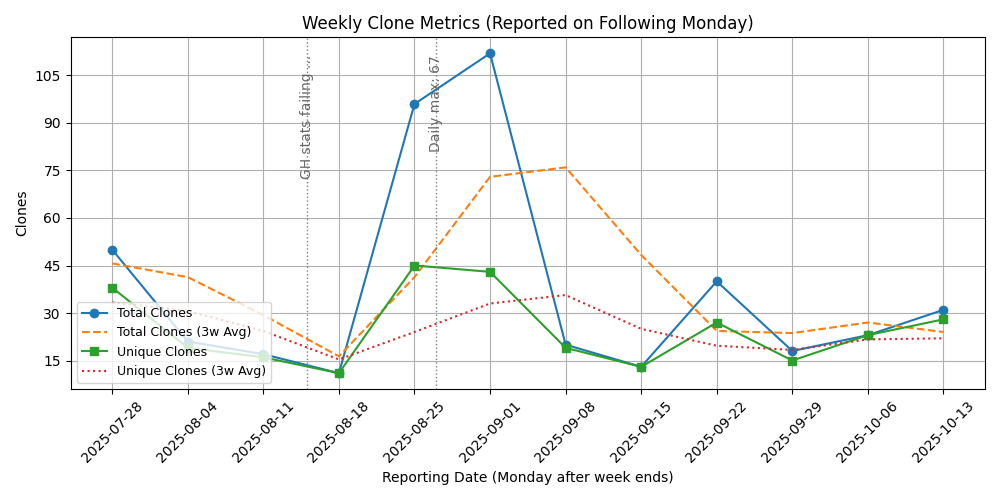 Weekly Clone Metrics (Reported on Following Monday)
GH stats failing ...
Daily max: 67
Clones
105
90
75
60
45
30
15
Total Clones
Total Clones (3w Avg)
Unique Clones
Unique Clones (3w Avg)
2025-07-28
2025-08-04
2025-08-11
2025-08-18
2025-08-25
2025-09-01
2025-09-08
2025-09-15
2025-09-22
2025-09-29
2025-10-06
2025-10-13
Reporting Date (Monday after week ends)